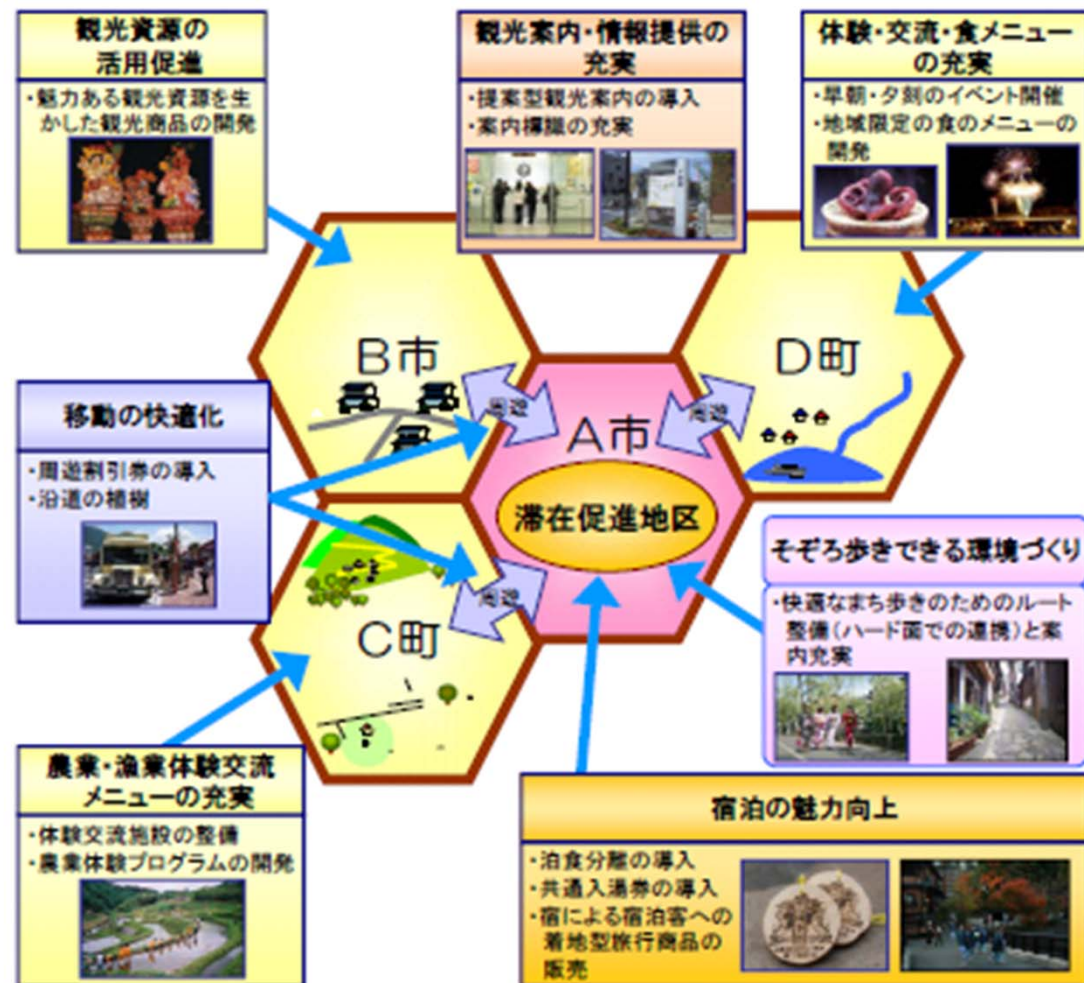 観光資源の
活用促進
・魅力ある観光資源を生
かした観光商品の開発
観光案内・情報提供の
充実
・提案型観光案内の導入
・案内標識の充実
体験・交流・食メニュー
の充実
・早朝・夕刻のイベント開催
・地域限定の食のメニューの
開発
B市
D町
周遊
周遊
A市
滞在促進地区
移動の快適化
・周遊割引券の導入
・沿道の植樹
周遊
C町
そぞろ歩きできる環境づくり
・快適なまち歩きのためのルート
整備(ハード面での連携)と案
内充実
農業・漁業体験交流
メニューの充実
・体験交流施設の整備
・農業体験プログラムの開発
宿泊の魅力向上
・泊食分離の導入
・共通入湯券の導入
・宿による宿泊客への
着地型旅行商品の
販売